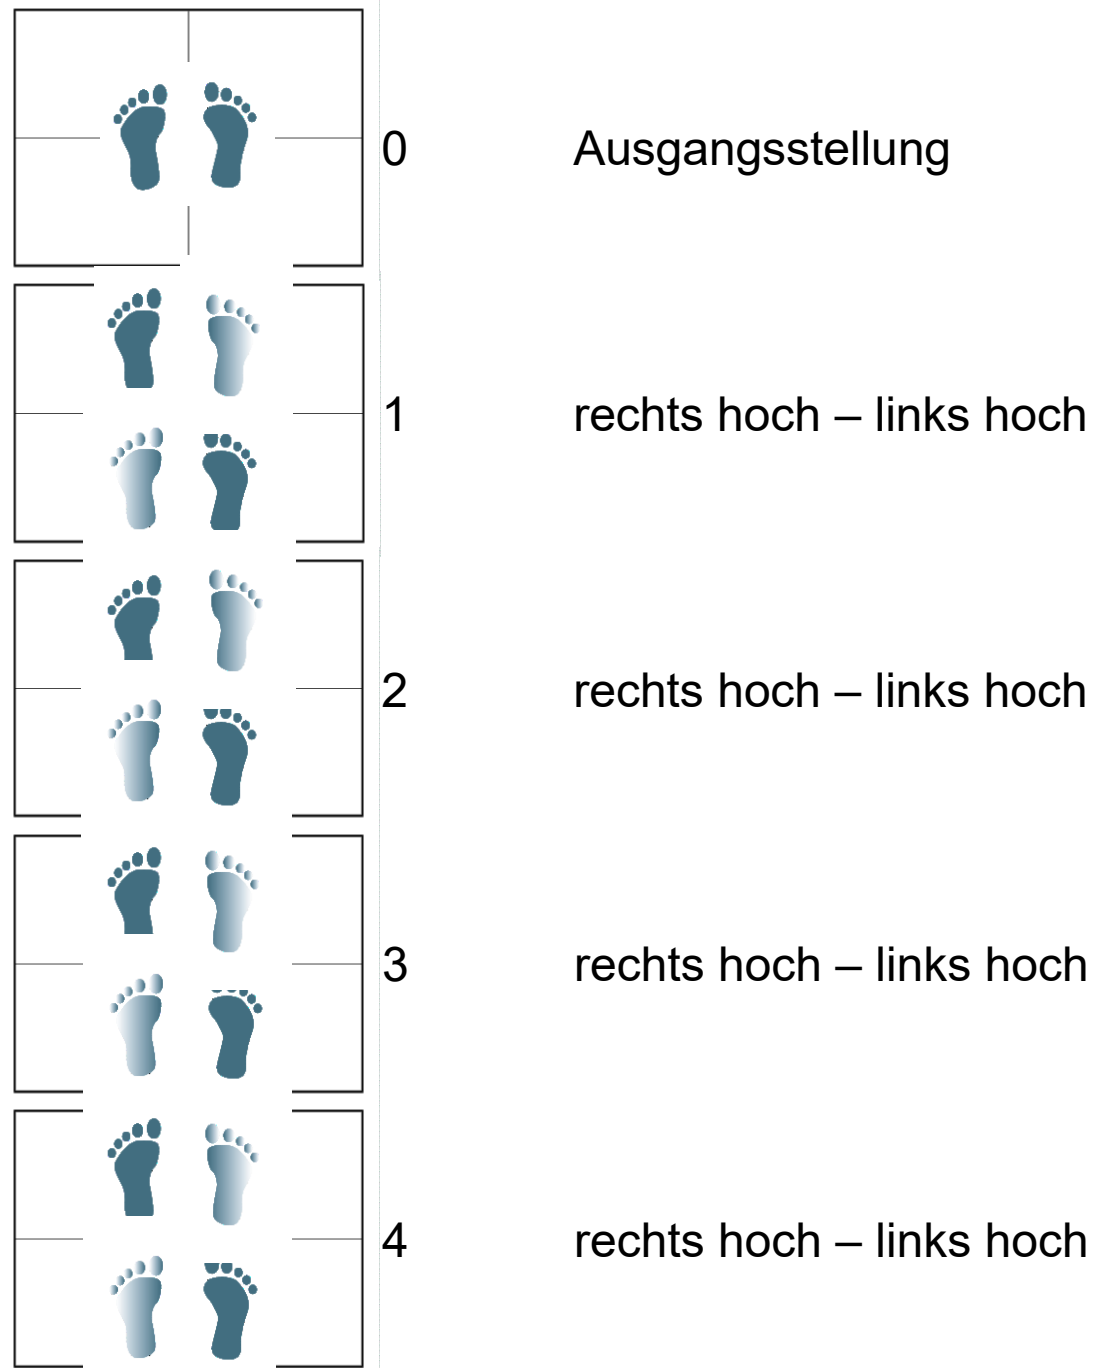 0 Ausgangsstellung
1 rechts hoch – links hoch
2 rechts hoch – links hoch
3 rechts hoch – links hoch
4 rechts hoch – links hoch